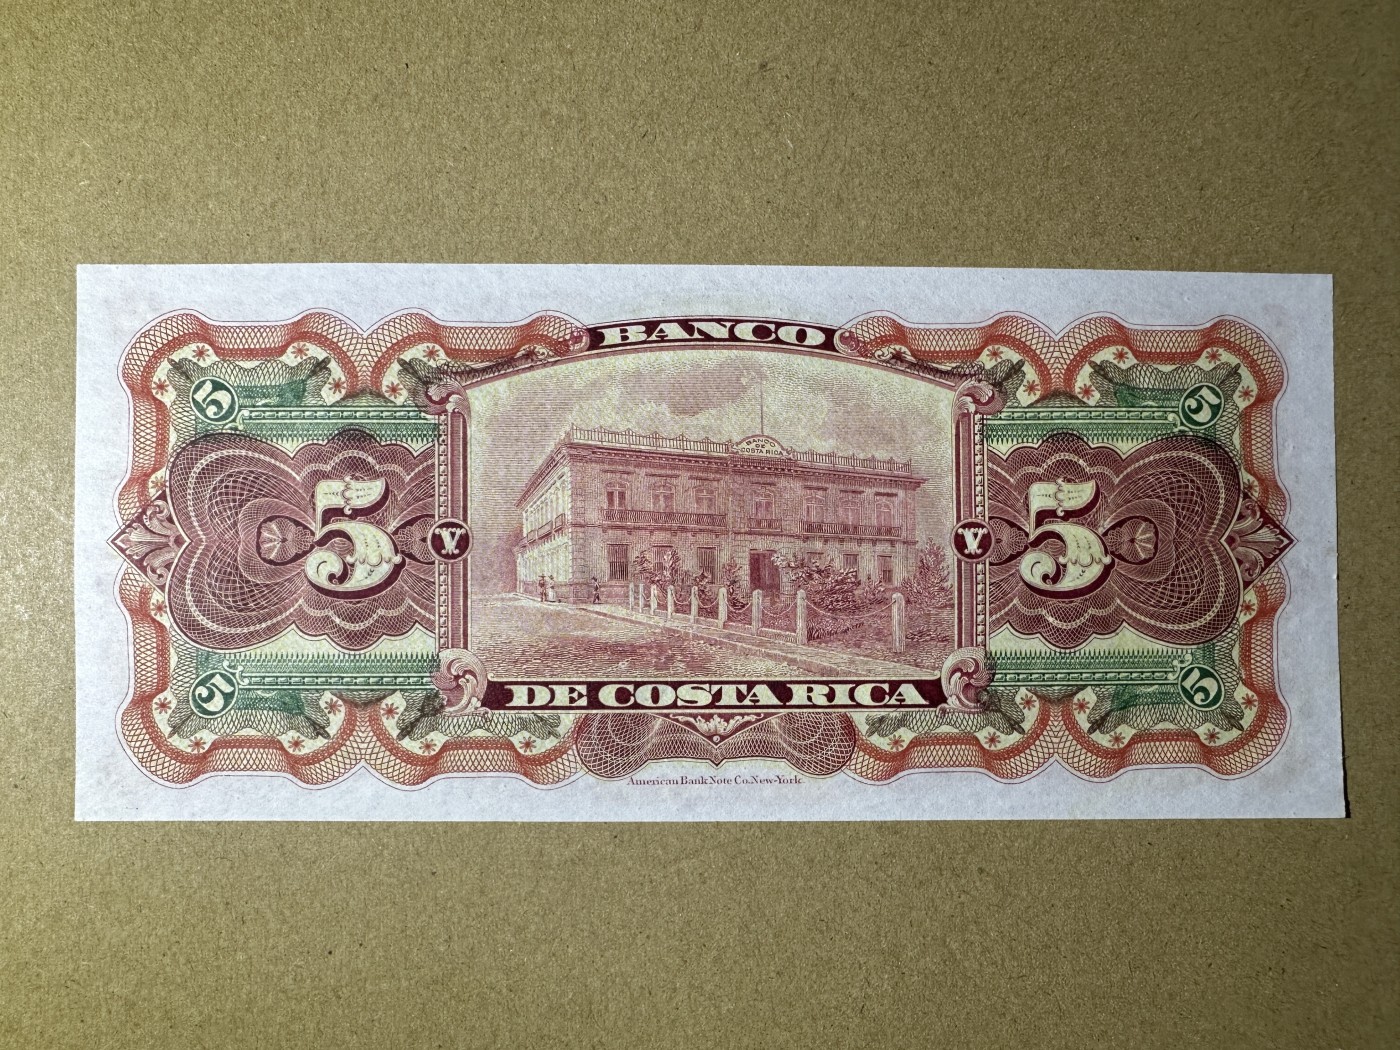 BANCO
5 5
BANCO
DE
COSTA RICA
5 V V 5
5 5
DE COSTA RICA
American Bank Note Co. New-York.